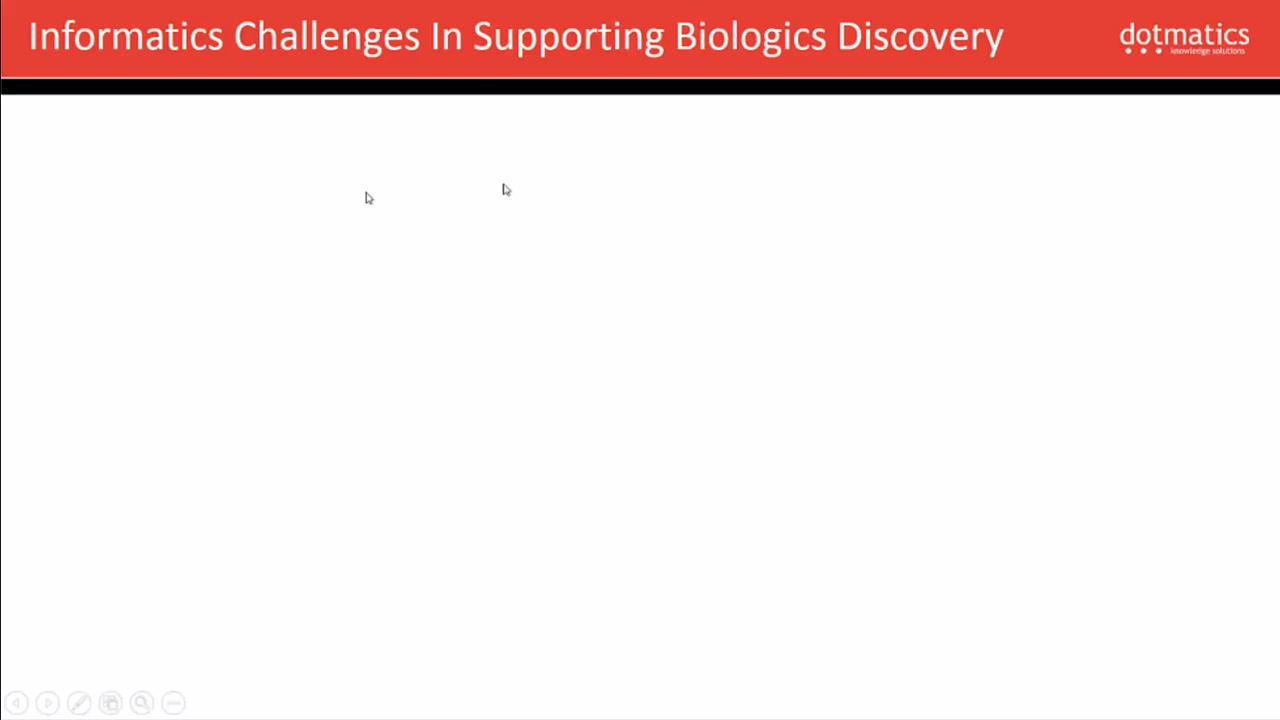 Informatics Challenges In Supporting Biologics Discovery
dotmatics
knowledge solutions